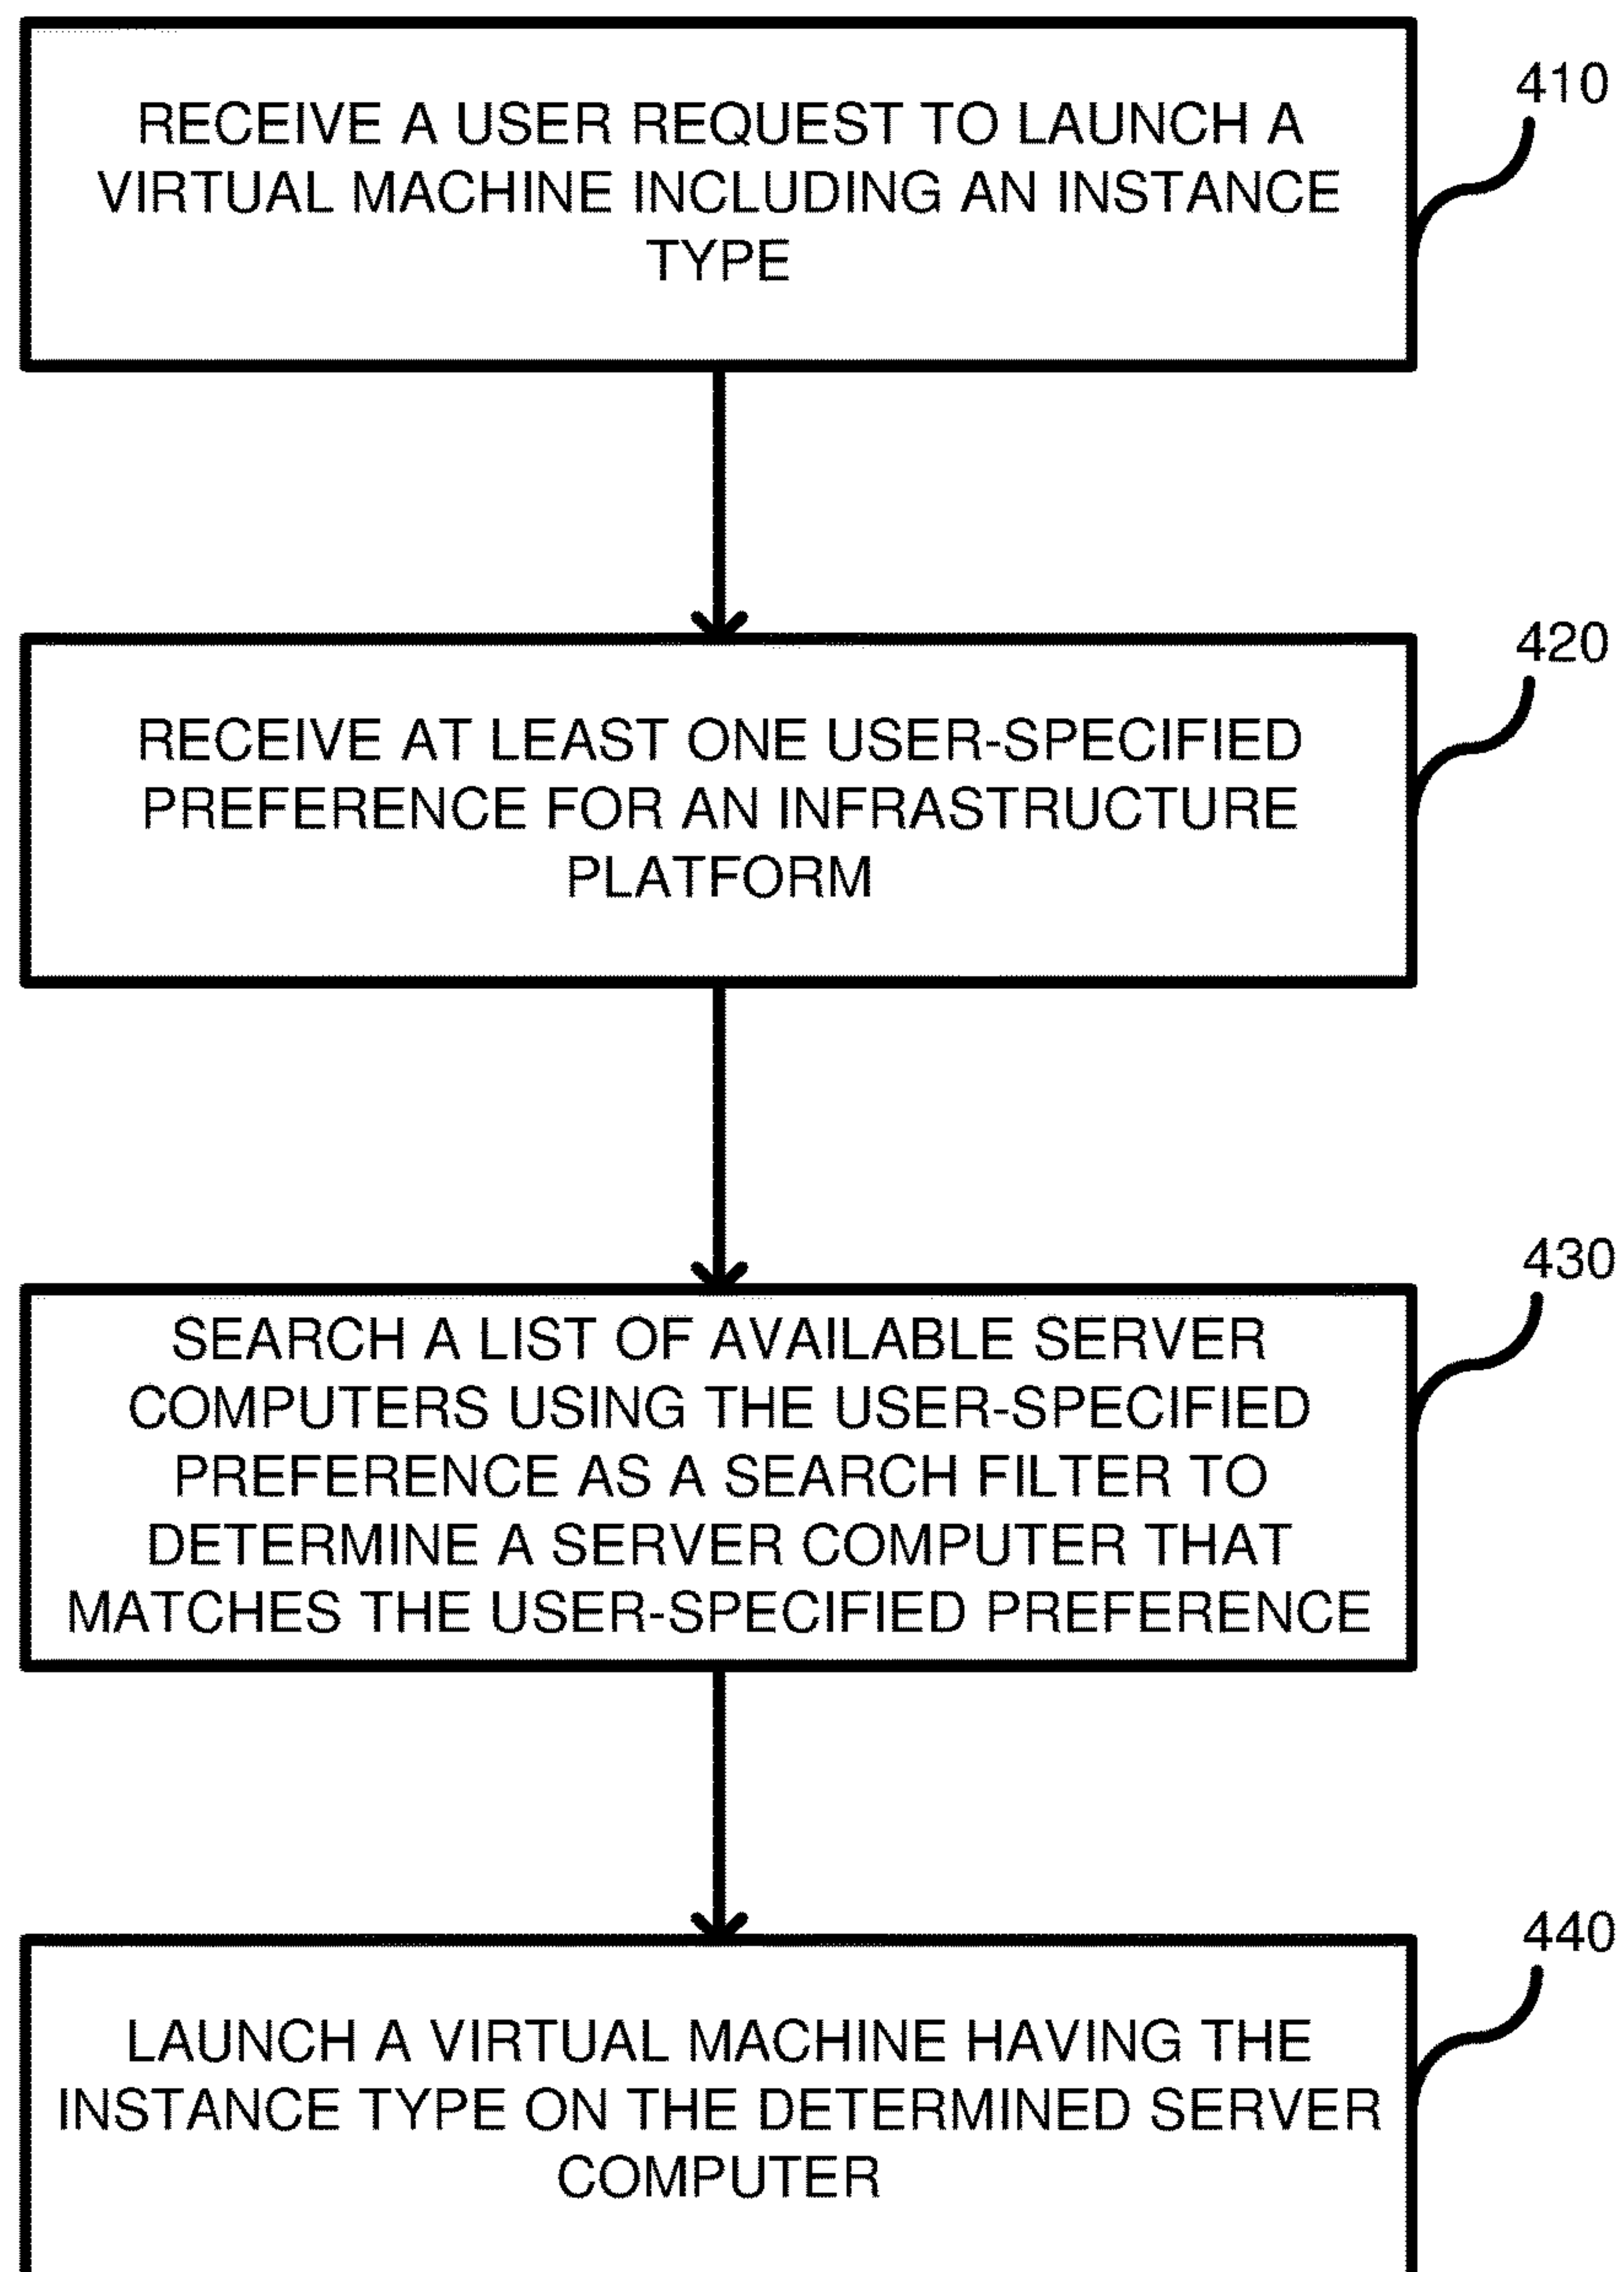 410
RECEIVE A USER REQUEST TO LAUNCH A
VIRTUAL MACHINE INCLUDING AN INSTANCE
TYPE
420
RECEIVE AT LEAST ONE USER-SPECIFIED
PREFERENCE FOR AN INFRASTRUCTURE
PLATFORM
430
SEARCH A LIST OF AVAILABLE SERVER
COMPUTERS USING THE USER-SPECIFIED
PREFERENCE AS A SEARCH FILTER TO
DETERMINE A SERVER COMPUTER THAT
MATCHES THE USER-SPECIFIED PREFERENCE
440
LAUNCH A VIRTUAL MACHINE HAVING THE
INSTANCE TYPE ON THE DETERMINED SERVER
COMPUTER